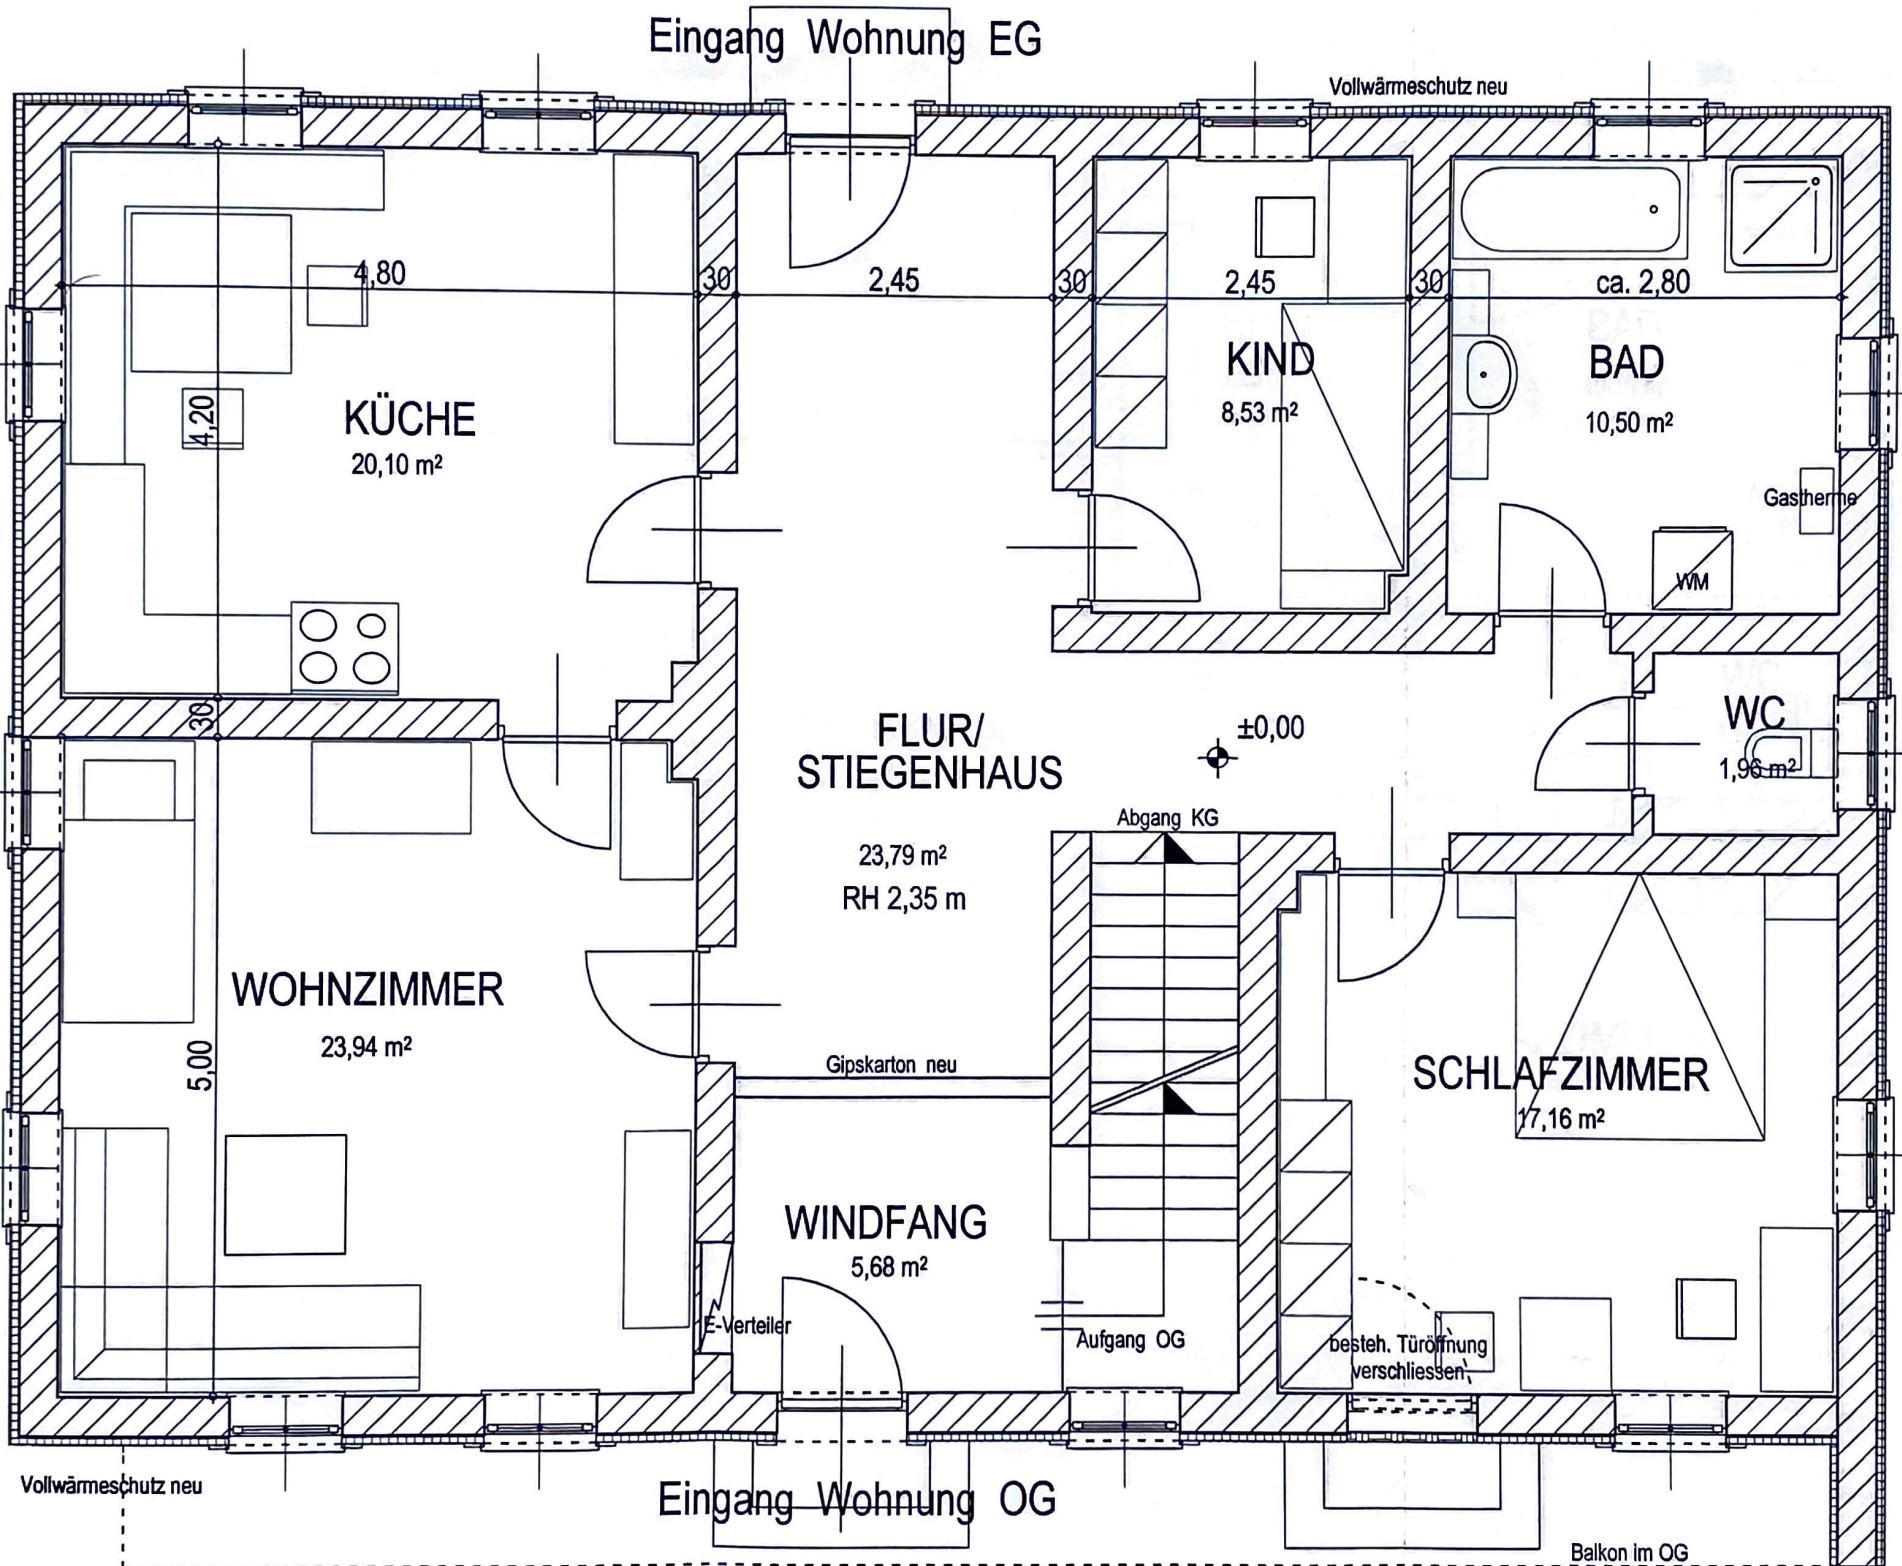 Eingang Wohnung EG
Vollwärmeschutz neu
4,80
30
2,45
30
2,45
30
ca. 2,80
KÜCHE
20,10 m²
4,20
KIND
8,53 m²
BAD
10,50 m²
Gastherme
WM
30
FLUR/
STIEGENHAUS
23,79 m²
RH 2,35 m
±0,00
WC
1,96 m²
Abgang KG
WOHNZIMMER
23,94 m²
5,00
Gipskarton neu
SCHLAFZIMMER
17,16 m²
WINDFANG
5,68 m²
E-Verteiler
Aufgang OG
besteh. Türöffnung
verschliessen
Vollwärmeschutz neu
Eingang Wohnung OG
Balkon im OG